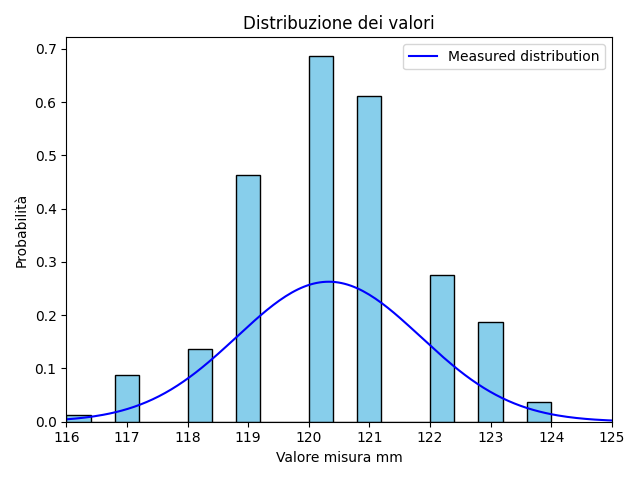 Distribuzione dei valori
Measured distribution
Probabilità
0.7
0.6
0.5
0.4
0.3
0.2
0.1
0.0
116 117 118 119 120 121 122 123 124 125
Valore misura mm